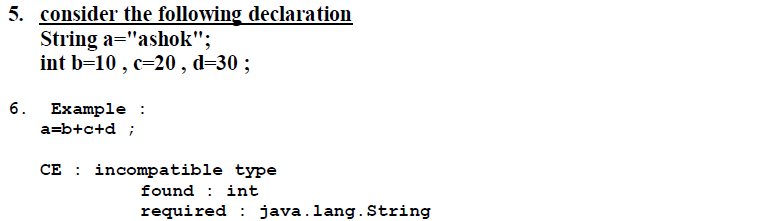 5. consider the following declaration
String a="ashok";
int b=10 , c=20 , d=30 ;
6. Example :
a=b+c+d ;
CE : incompatible type
found : int
required : java.lang.String